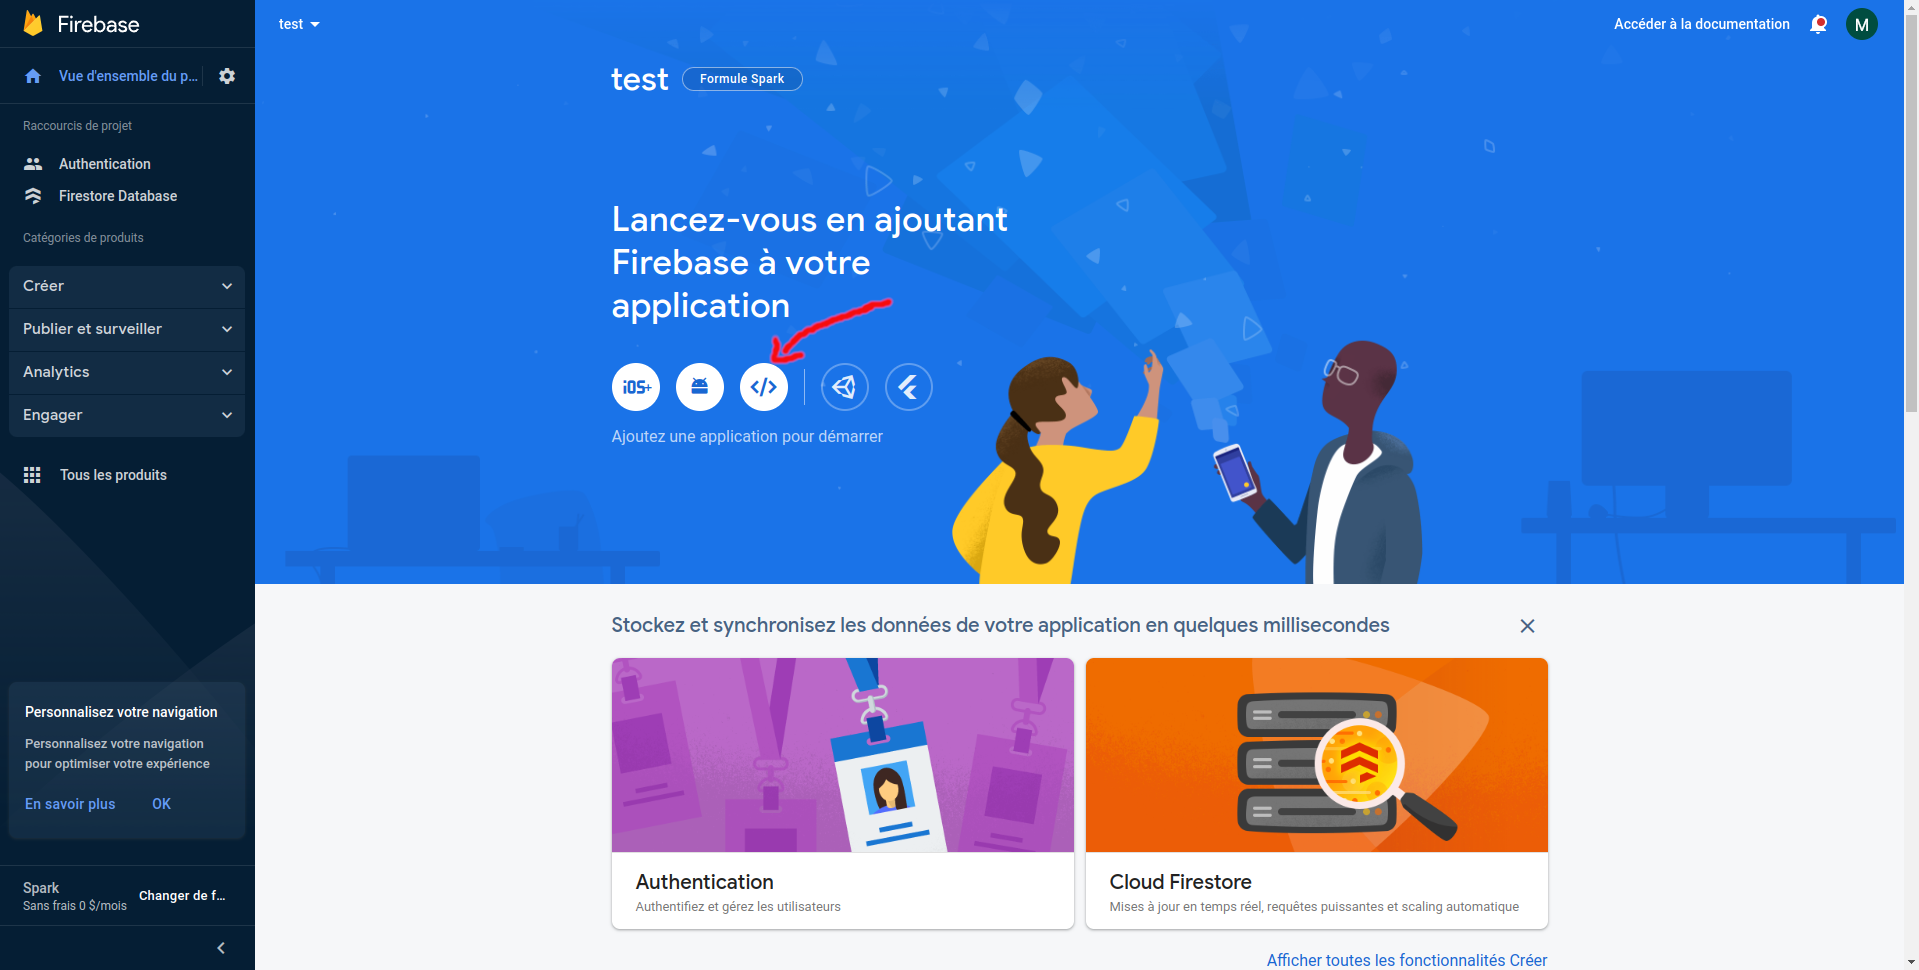 Firebase
test
Accéder à la documentation
M
Vue d'ensemble du p...
test
Formule Spark
Raccourcis de projet
Authentication
Firestore Database
Catégories de produits
Créer
Publier et surveiller
Analytics
Engager
Tous les produits
Lancez-vous en ajoutant
Firebase à votre
application
iOS+
</>
Ajoutez une application pour démarrer
Personnalisez votre navigation
Personnalisez votre navigation
pour optimiser votre expérience
En savoir plus
OK
Spark
Sans frais 0 $/mois
Changer de f...
Stockez et synchronisez les données de votre application en quelques millisecondes
Authentication
Authentifiez et gérez les utilisateurs
Cloud Firestore
Mises à jour en temps réel, requêtes puissantes et scaling automatique
Afficher toutes les fonctionnalités Créer